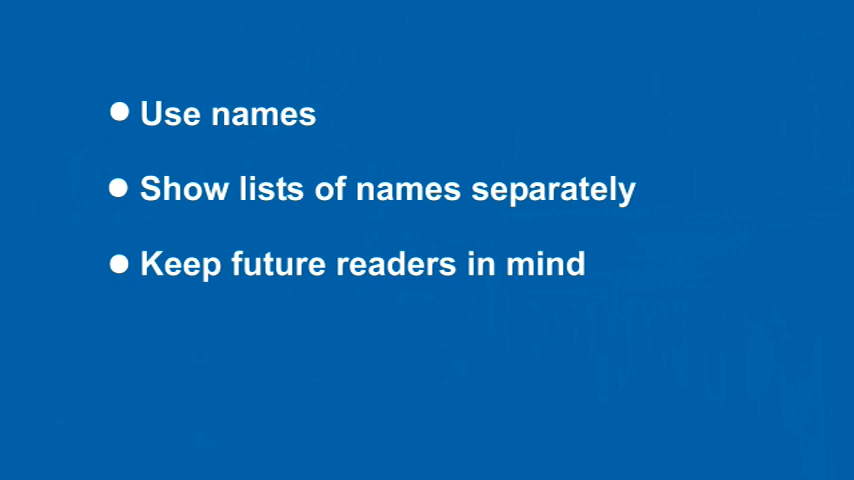 • Use names
• Show lists of names separately
• Keep future readers in mind